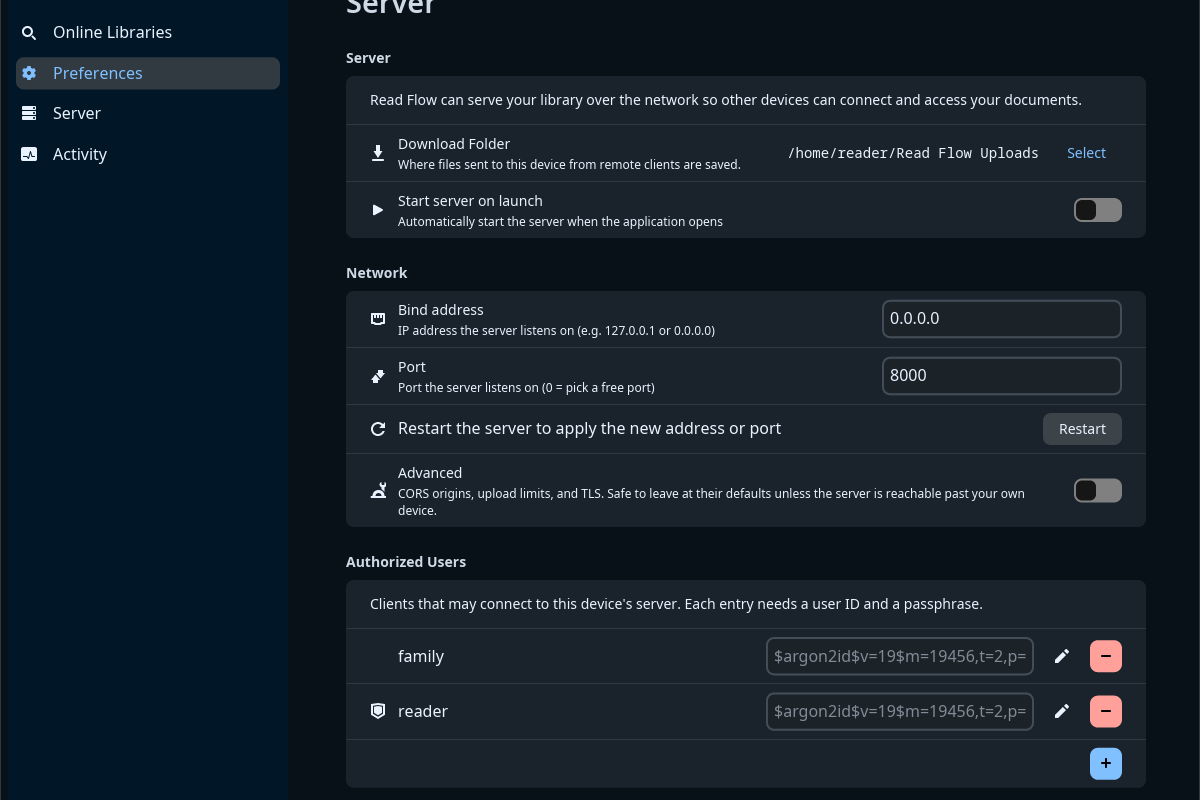 Online Libraries
Preferences
Server
Activity
Server
Server
Read Flow can serve your library over the network so other devices can connect and access your documents.
Download Folder
Where files sent to this device from remote clients are saved.
/home/reader/Read Flow Uploads
Select
Start server on launch
Automatically start the server when the application opens
Network
Bind address
IP address the server listens on (e.g. 127.0.0.1 or 0.0.0.0)
0.0.0.0
Port
Port the server listens on (0 = pick a free port)
8000
Restart the server to apply the new address or port
Restart
Advanced
CORS origins, upload limits, and TLS. Safe to leave at their defaults unless the server is reachable past your own
device.
Authorized Users
Clients that may connect to this device's server. Each entry needs a user ID and a passphrase.
family
$argon2id$v=19$m=19456,t=2,p=
reader
$argon2id$v=19$m=19456,t=2,p=